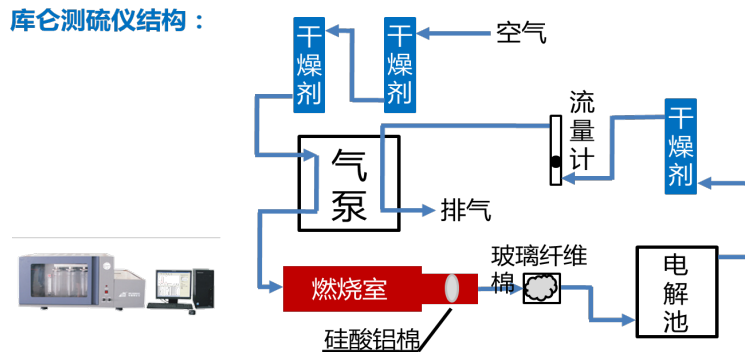 库仑测硫仪结构：
干燥剂
干燥剂
空气
流量计
干燥剂
气泵
排气
玻璃纤维棉
燃烧室
电解池
硅酸铝棉